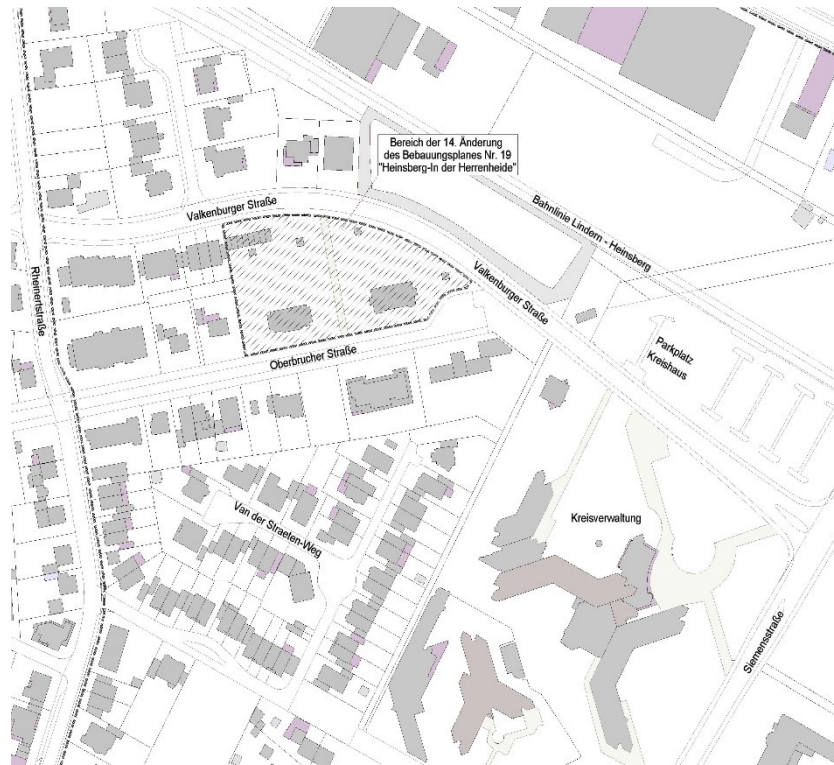 Bereich der 14. Änderung
des Bebauungsplanes Nr. 19
"Heinsberg-In der Herrenheide"
Valkenburger Straße
Bahnlinie Lindern - Heinsberg
Rheinertstraße
Valkenburger Straße
Oberbrucher Straße
Parkplatz
Kreishaus
Van der Straeten-Weg
Kreisverwaltung
Siemensstraße